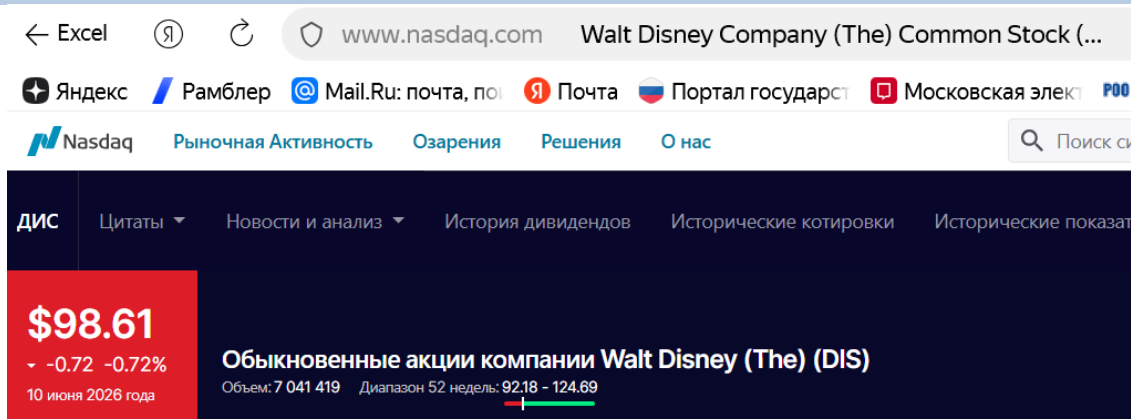 ← Excel Я www.nasdaq.com Walt Disney Company (The) Common Stock (...
Яндекс Рамблер Mail.Ru: почта, по Я Почта Портал государст Московская элект РОО
Nasdaq Рыночная Активность Озарения Решения О нас Поиск си
ДИС Цитаты Новости и анализ История дивидендов Исторические котировки Исторические показат
$98.61
-0.72 -0.72%
10 июня 2026 года
Обыкновенные акции компании Walt Disney (The) (DIS)
Объем: 7 041 419 Диапазон 52 недель: 92.18 - 124.69